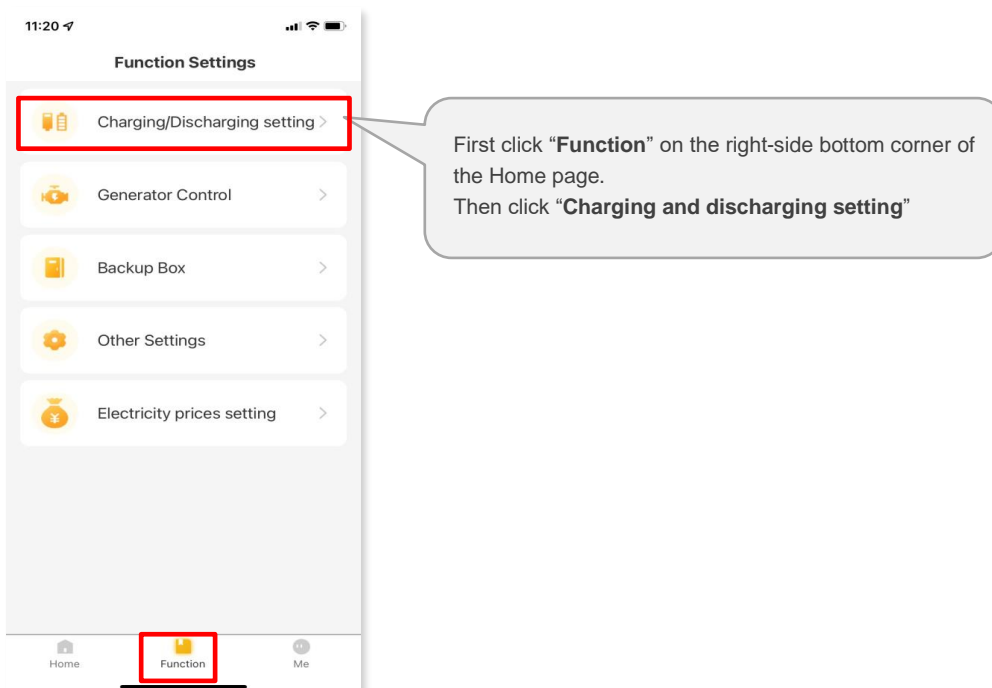 11:20
Function Settings
Charging/Discharging setting
Generator Control
Backup Box
Other Settings
Electricity prices setting
Home
Function
Me
First click “Function” on the right-side bottom corner of
the Home page.
Then click “Charging and discharging setting”